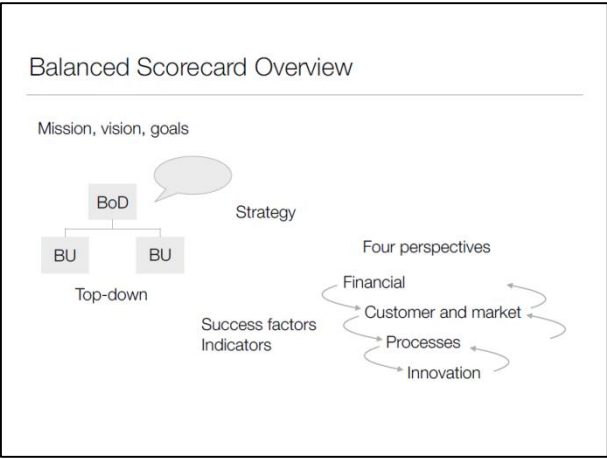 Balanced Scorecard Overview
Mission, vision, goals
BoD
Strategy
BU
BU
Top-down
Four perspectives
Financial
Customer and market
Success factors
Indicators
Processes
Innovation